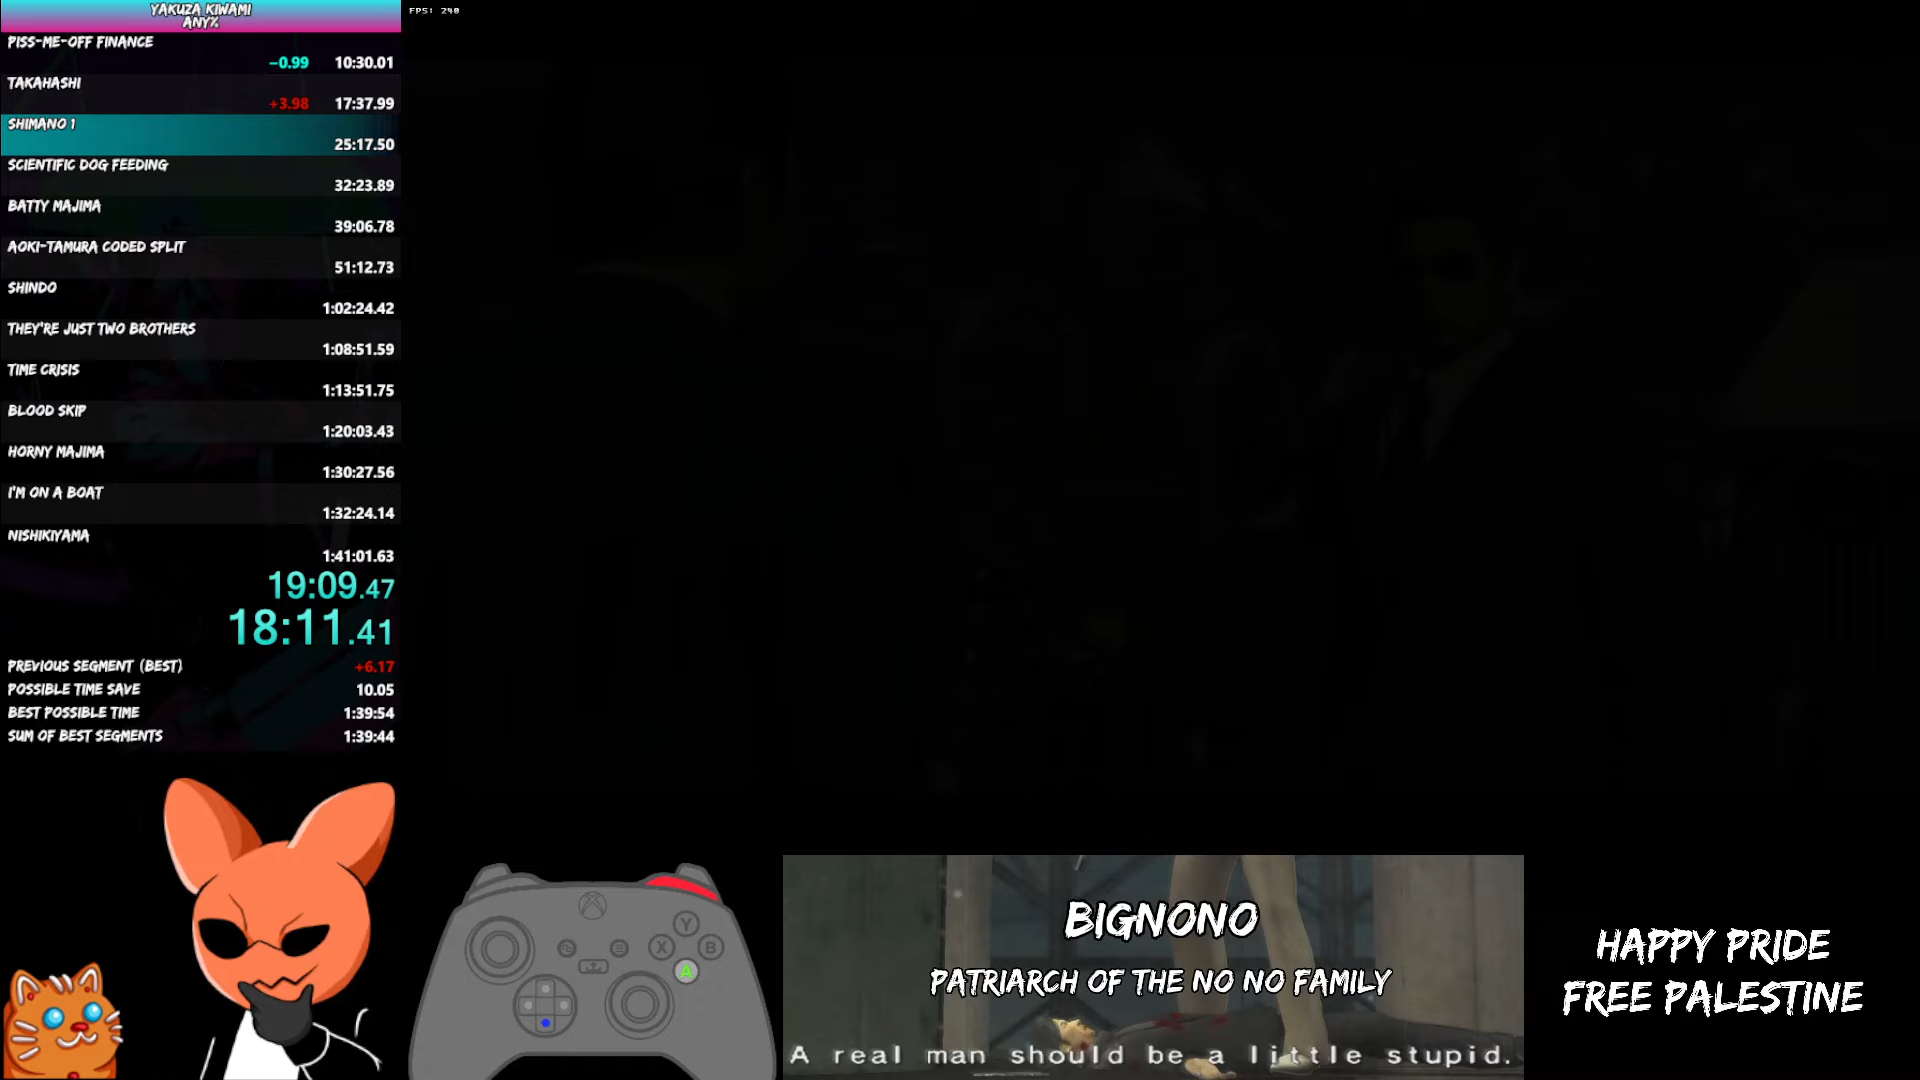 YAKUZA KIWAMI
ANY%
FPS: 240
PISS-ME-OFF FINANCE
-0.99 10:30.01
TAKAHASHI
+3.98 17:37.99
SHIMANO 1
25:17.50
SCIENTIFIC DOG FEEDING
32:23.89
BATTY MAJIMA
39:06.78
AOKI-TAMURA CODED SPLIT
51:12.73
SHINDO
1:02:24.42
THEY'RE JUST TWO BROTHERS
1:08:51.59
TIME CRISIS
1:13:51.75
BLOOD SKIP
1:20:03.43
HORNY MAJIMA
1:30:27.56
I'M ON A BOAT
1:32:24.14
NISHIKIYAMA
1:41:01.63
19:09.47
18:11.41
PREVIOUS SEGMENT (BEST) +6.17
POSSIBLE TIME SAVE 10.05
BEST POSSIBLE TIME 1:39:54
SUM OF BEST SEGMENTS 1:39:44
Y
X B
A
BIGNONO
PATRIARCH OF THE NO NO FAMILY
A real man should be a little stupid.
HAPPY PRIDE
FREE PALESTINE